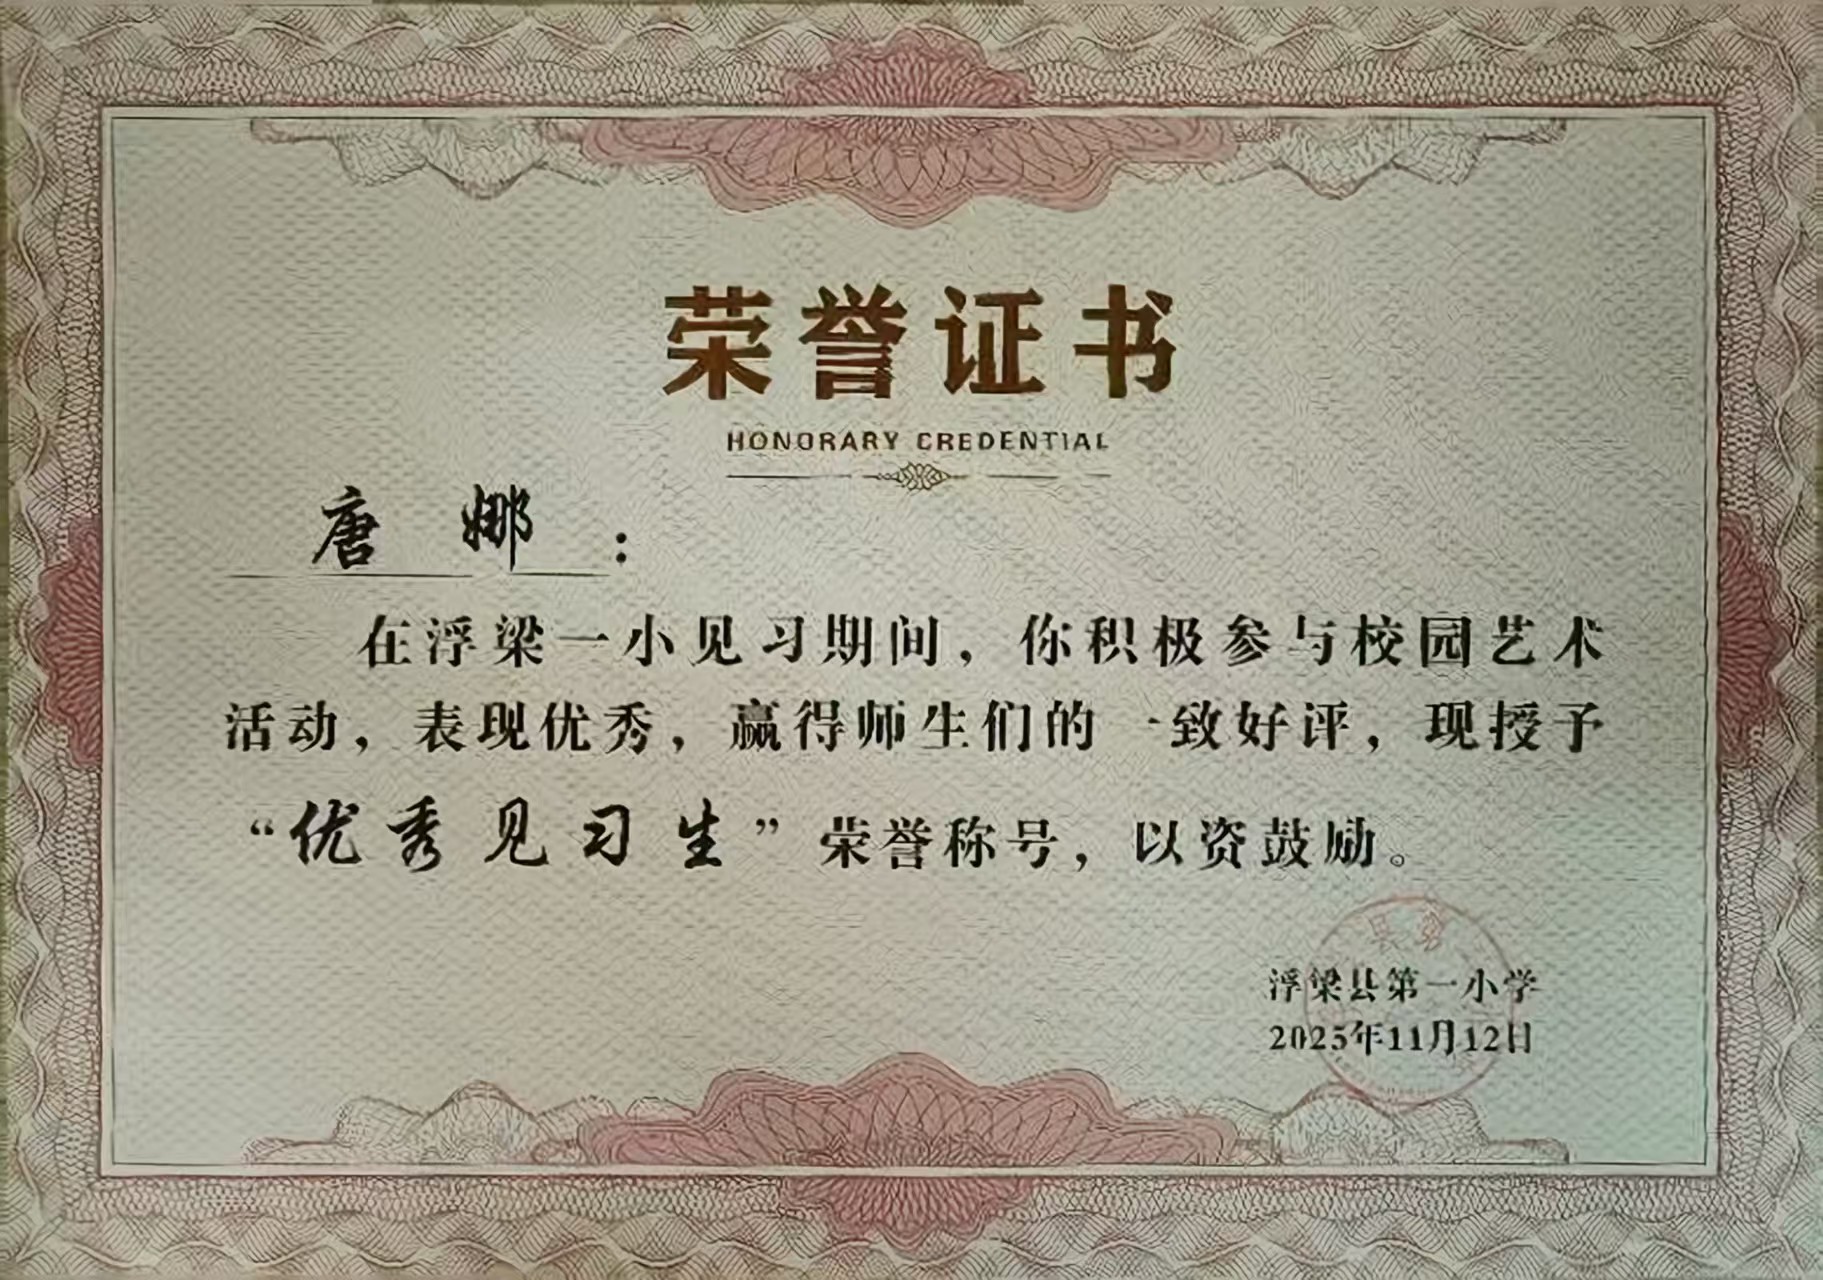 荣誉证书
HONORARY CREDENTIAL
唐 娜 ：
在浮梁一小见习期间，你积极参与校园艺术
活动，表现优秀，赢得师生们的一致好评，现授予
“优秀见习生”荣誉称号，以资鼓励。
浮梁县第一小学
2025年11月12日